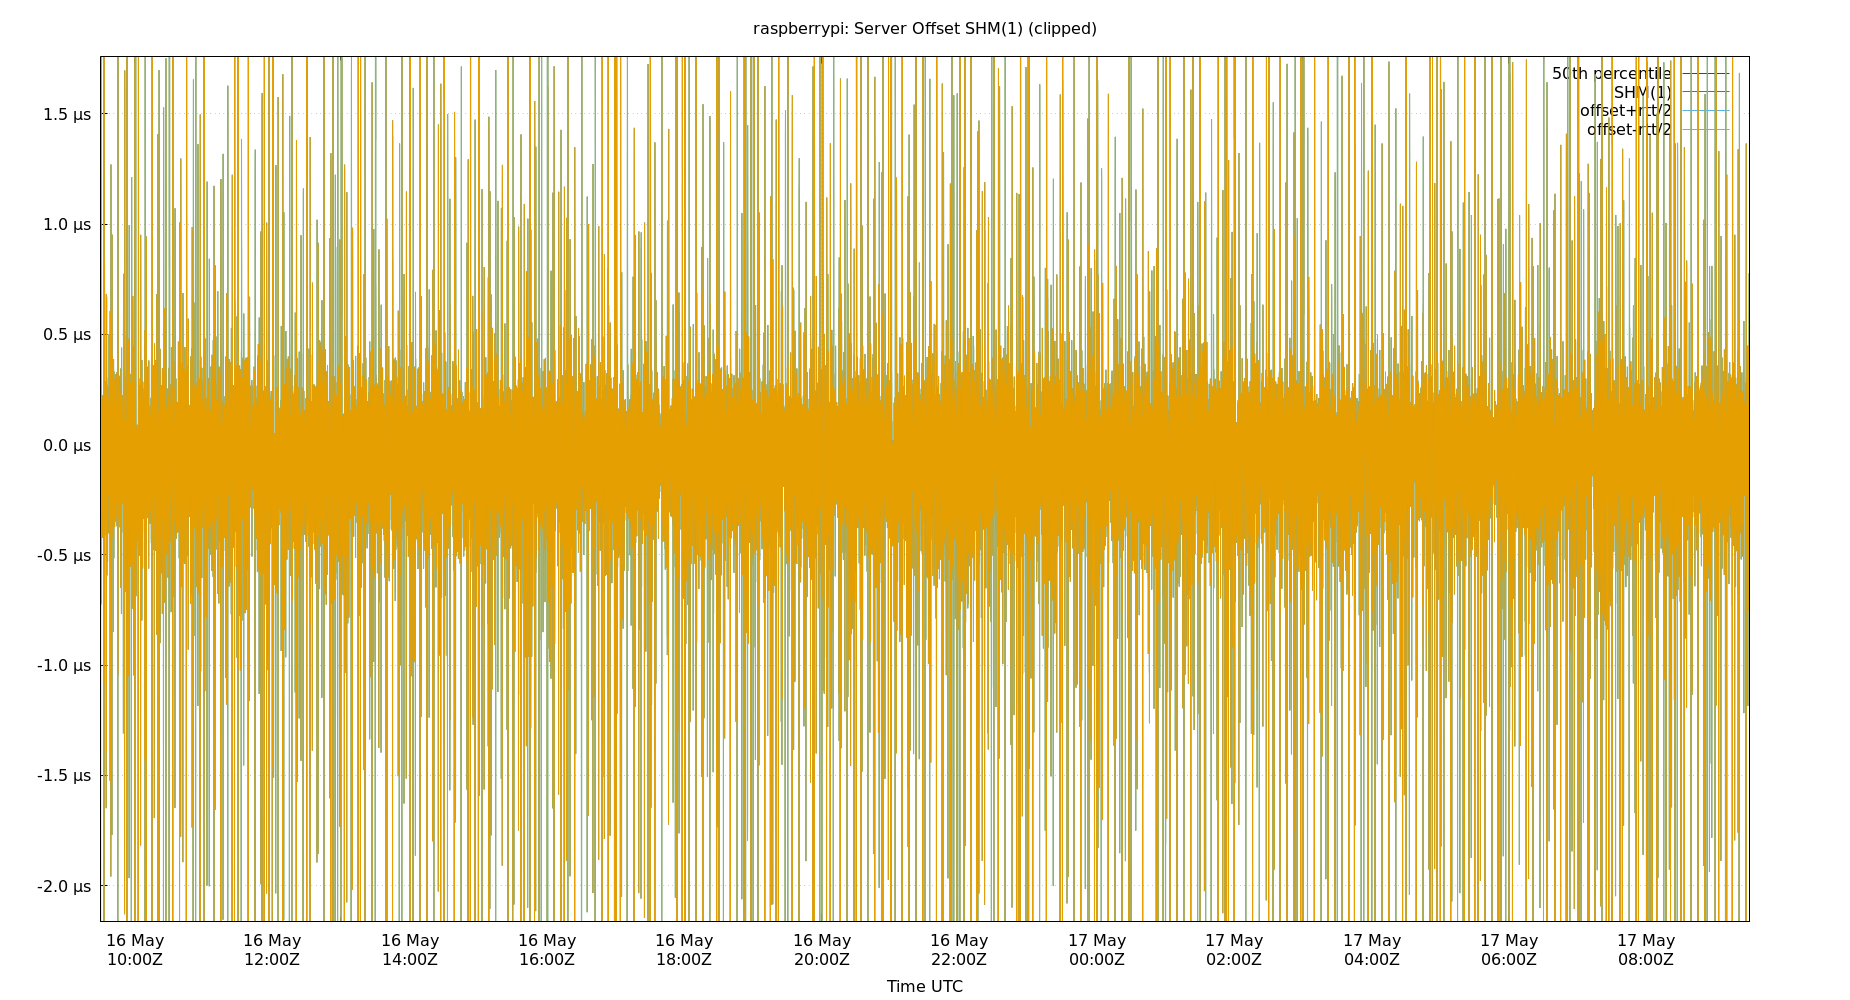 raspberrypi: Server Offset SHM(1) (clipped)
50th percentile
SHM(1)
offset+rtt/2
offset-rtt/2
1.5 µs
1.0 µs
0.5 µs
0.0 µs
-0.5 µs
-1.0 µs
-1.5 µs
-2.0 µs
16 May 16 May 16 May 16 May 16 May 16 May 16 May 17 May 17 May 17 May 17 May 17 May
10:00Z 12:00Z 14:00Z 16:00Z 18:00Z 20:00Z 22:00Z 00:00Z 02:00Z 04:00Z 06:00Z 08:00Z
Time UTC